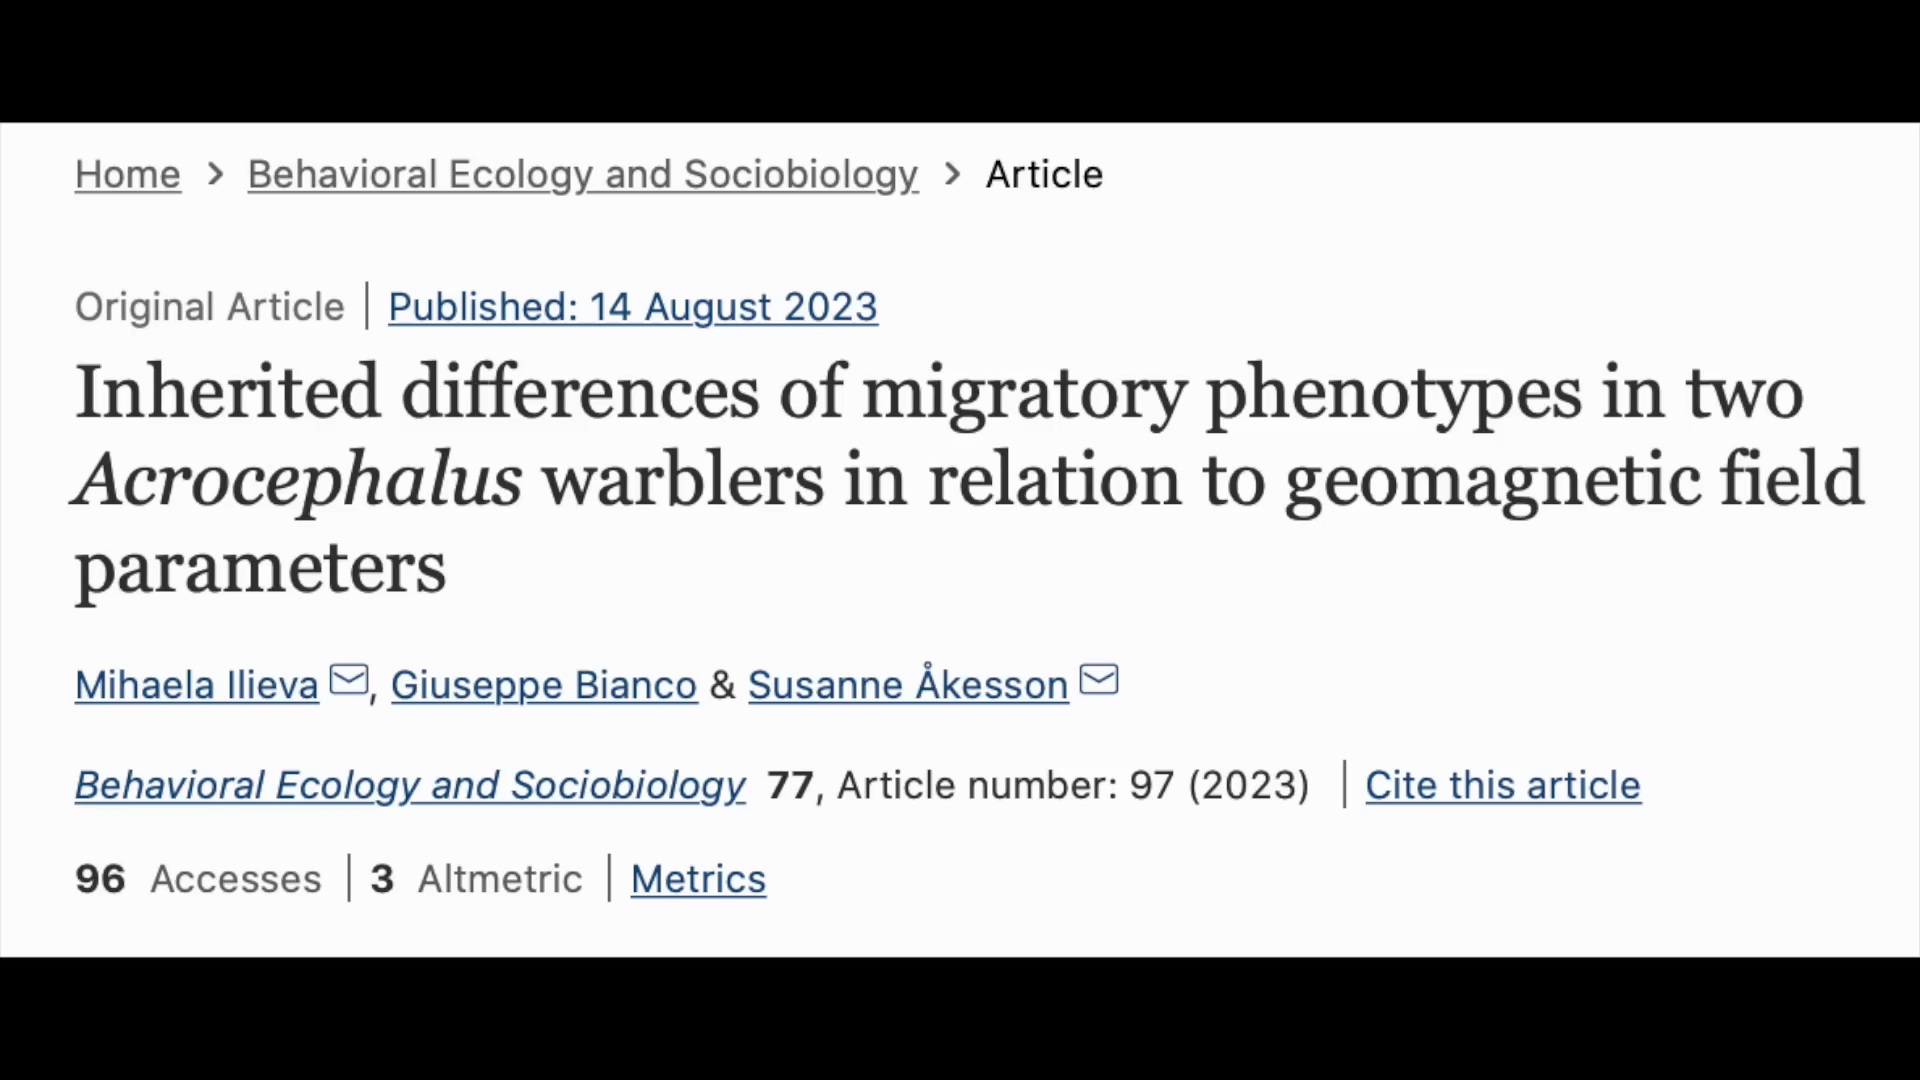 Home > Behavioral Ecology and Sociobiology > Article
Original Article | Published: 14 August 2023
Inherited differences of migratory phenotypes in two
Acrocephalus warblers in relation to geomagnetic field
parameters
Mihaela Ilieva, Giuseppe Bianco & Susanne Åkesson
Behavioral Ecology and Sociobiology 77, Article number: 97 (2023) | Cite this article
96 Accesses | 3 Altmetric | Metrics